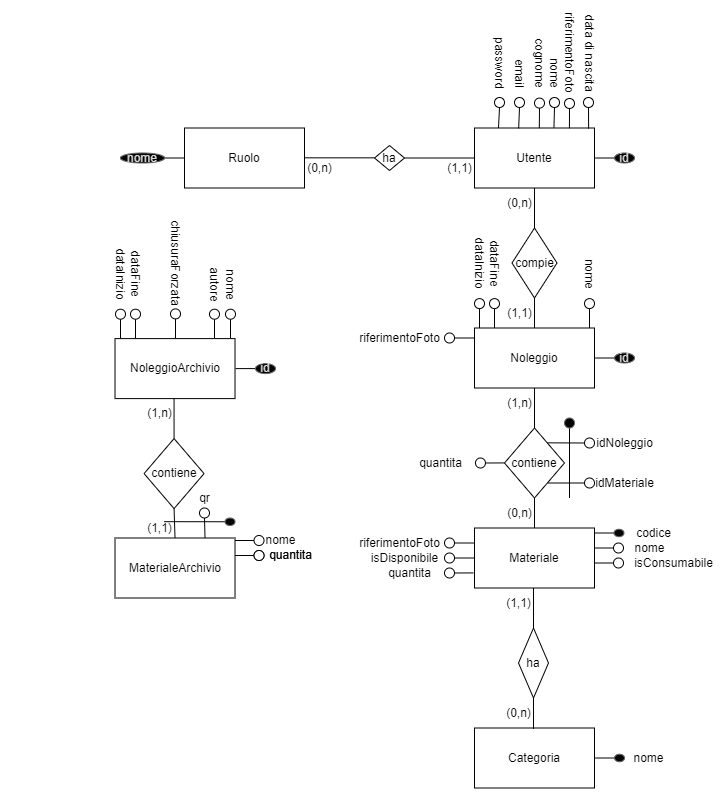 password
email
cognome
nome
riferimentoFoto
data di nascita
nome
Ruolo
(0,n)
ha
(1,1)
Utente
id
(0,n)
compie
(1,1)
dataInizio
dataFine
nome
riferimentoFoto
Noleggio
id
(1,n)
quantita
contiene
idNoleggio
idMateriale
(0,n)
riferimentoFoto
isDisponibile
quantita
Materiale
codice
nome
isConsumabile
(1,1)
ha
(0,n)
Categoria
nome
dataInizio
dataFine
chiusuraForzata
autore
nome
NoleggioArchivio
id
(1,n)
contiene
qr
(1,1)
nome
quantita
MaterialeArchivio